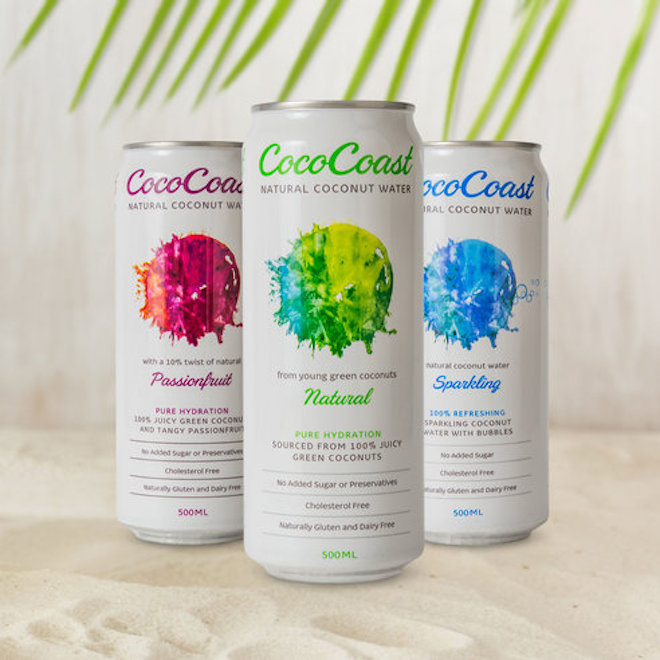 CocoCoast
NATURAL COCONUT WATER
with a 10% twist of natural
Passionfruit
PURE HYDRATION
100% JUICY GREEN
AND TANGY PASSIONFRUIT
No Added Sugar or Preservatives
Cholesterol Free
Naturally Gluten and Dairy Free
500ML
CocoCoast
NATURAL COCONUT WATER
from young green coconuts
Natural
PURE HYDRATION
SOURCED FROM 100% JUICY
GREEN COCONUTS
No Added Sugar or Preservatives
Cholesterol Free
Naturally Gluten and Dairy Free
500ML
CocoCoast
NATURAL COCONUT WATER
natural coconut water
Sparkling
100% REFRESHING
SPARKLING COCONUT
WATER WITH BUBBLES
No Added Sugar
Cholesterol Free
Naturally Gluten and Dairy Free
500ML